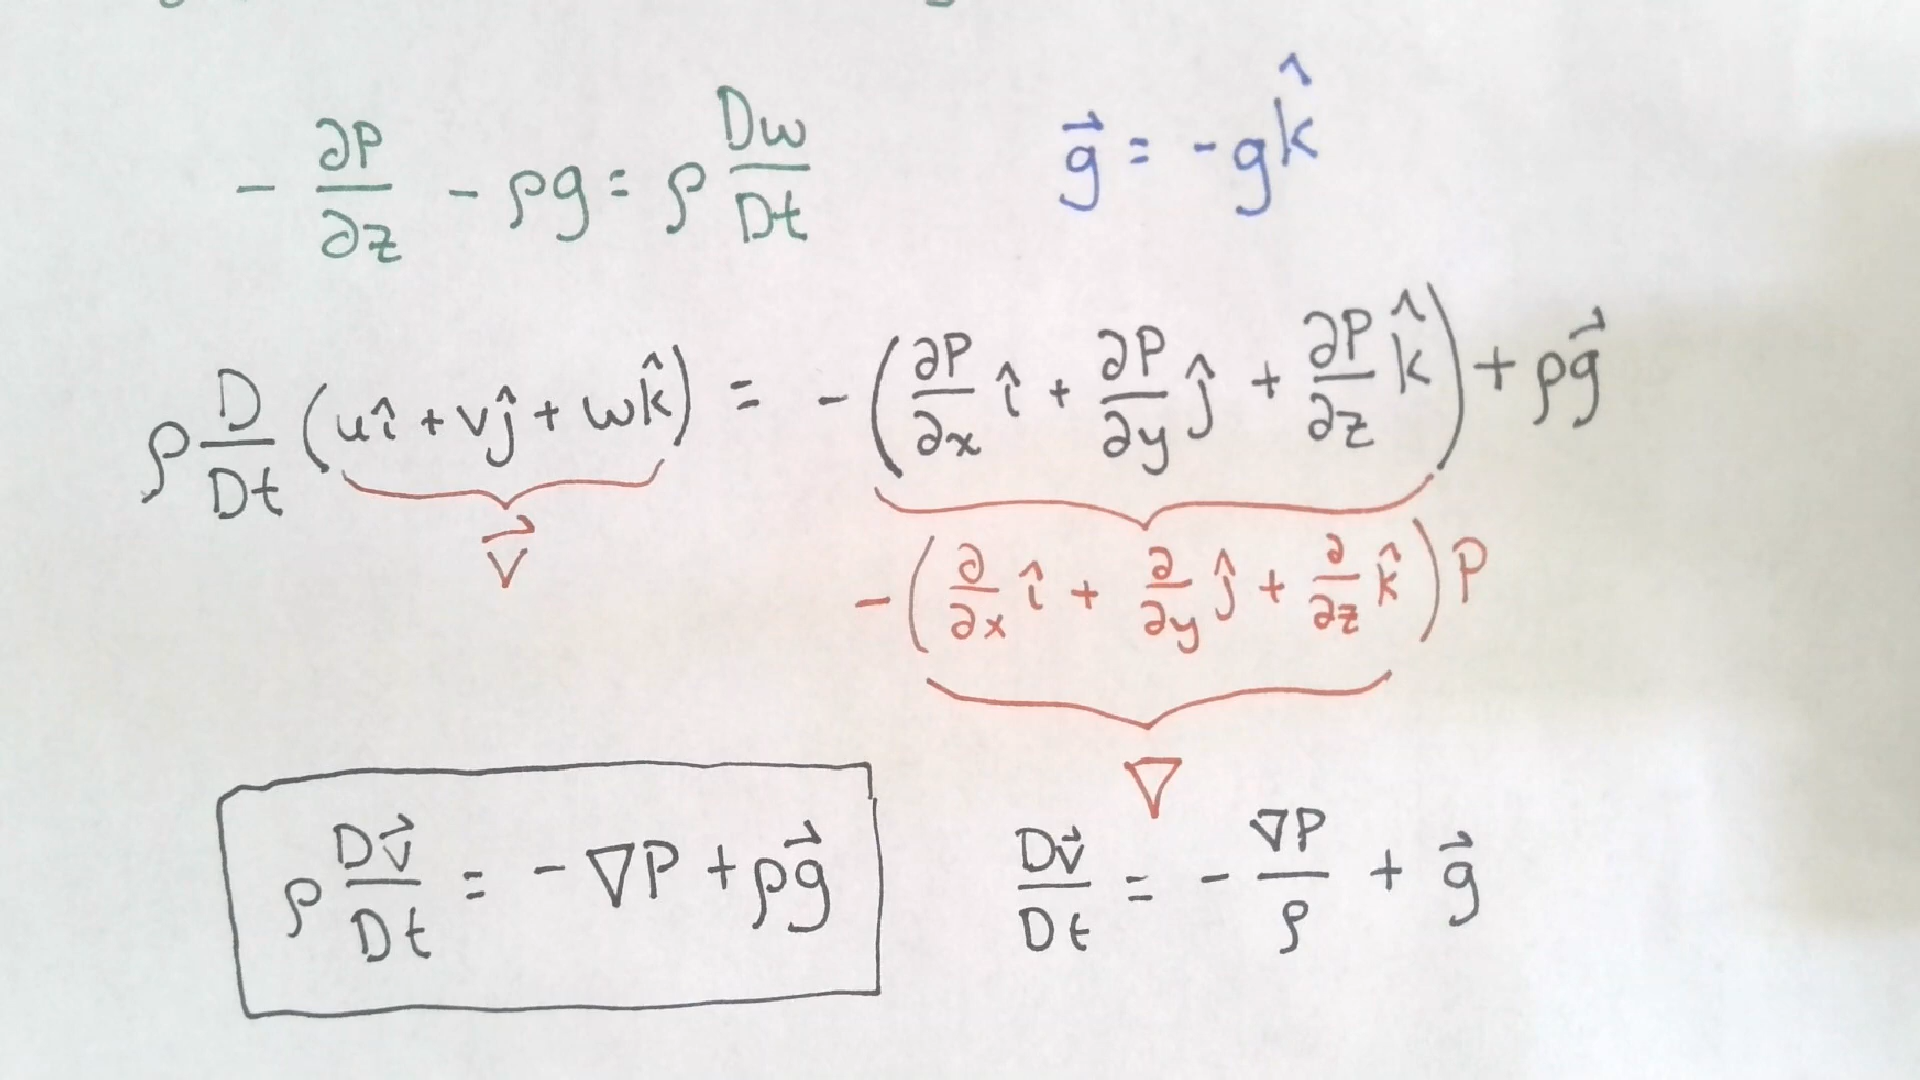 -∂P/∂z - ρg = ρ Dw/Dt
g⃗ = -gk̂
ρ D/Dt (uî + vĵ + wk̂) = -(∂P/∂x î + ∂P/∂y ĵ + ∂P/∂z k̂) + ρg⃗
v⃗
-(∂/∂x î + ∂/∂y ĵ + ∂/∂z k̂)P
∇
ρ Dv⃗/Dt = -∇P + ρg⃗
Dv⃗/Dt = -∇P/ρ + g⃗